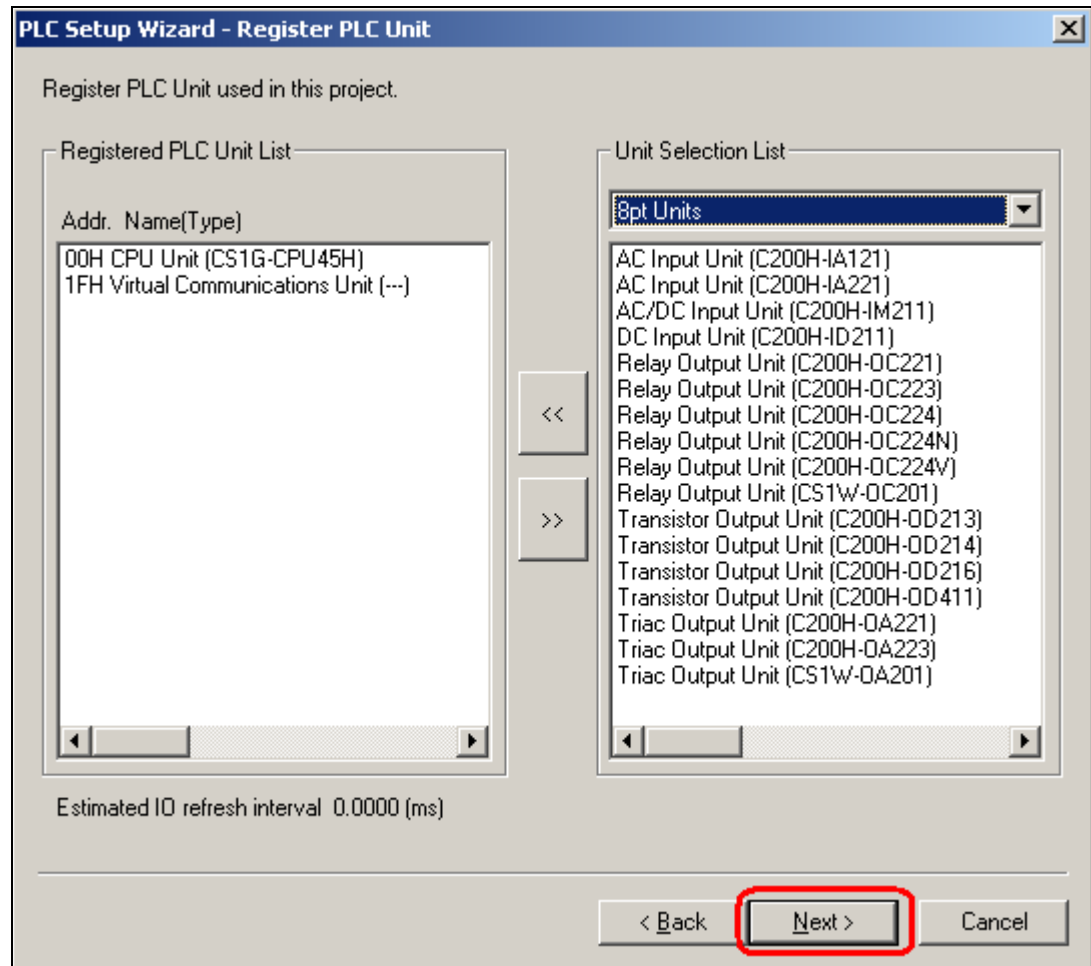 PLC Setup Wizard - Register PLC Unit
Register PLC Unit used in this project.
Registered PLC Unit List
Addr. Name(Type)
00H CPU Unit (CS1G-CPU45H)
1FH Virtual Communications Unit (---)
<<
>>
Unit Selection List
8pt Units
AC Input Unit (C200H-IA121)
AC Input Unit (C200H-IA221)
AC/DC Input Unit (C200H-IM211)
DC Input Unit (C200H-ID211)
Relay Output Unit (C200H-OC221)
Relay Output Unit (C200H-OC223)
Relay Output Unit (C200H-OC224)
Relay Output Unit (C200H-OC224N)
Relay Output Unit (C200H-OC224V)
Relay Output Unit (CS1W-OC201)
Transistor Output Unit (C200H-OD213)
Transistor Output Unit (C200H-OD214)
Transistor Output Unit (C200H-OD216)
Transistor Output Unit (C200H-OD411)
Triac Output Unit (C200H-OA221)
Triac Output Unit (C200H-OA223)
Triac Output Unit (CS1W-OA201)
Estimated IO refresh interval 0.0000 (ms)
< Back
Next >
Cancel